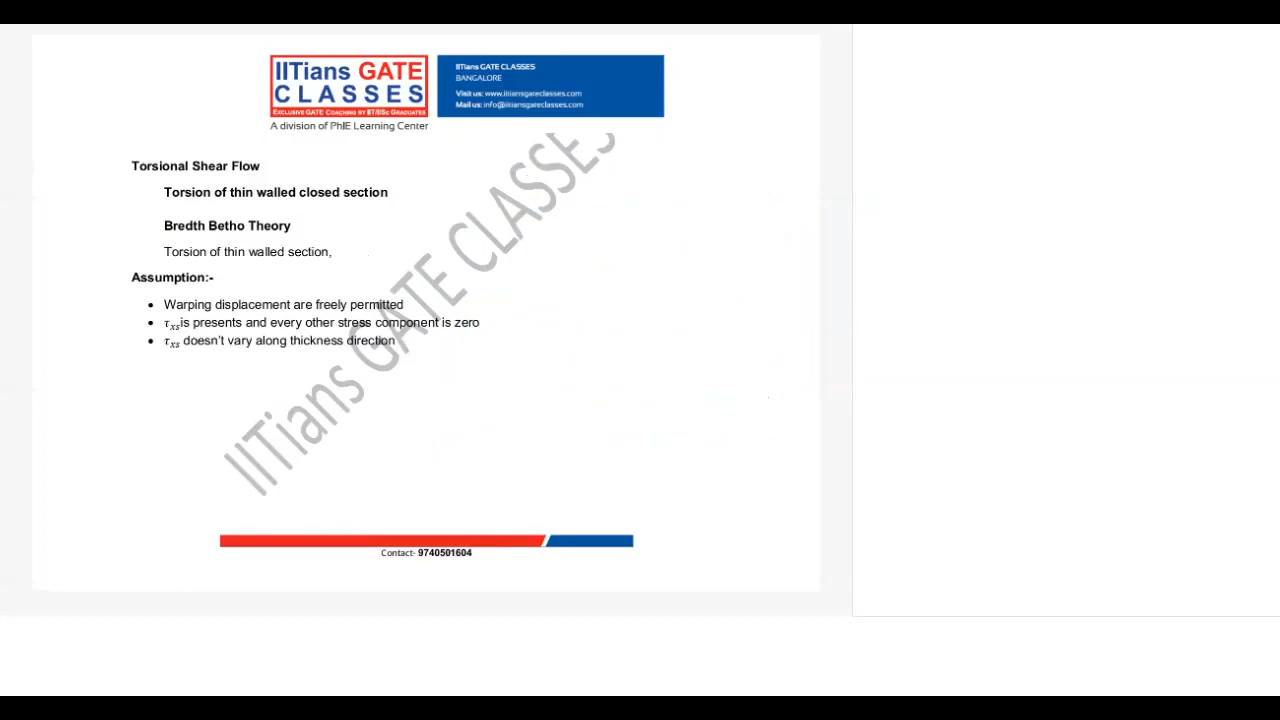 IITians GATE
CLASSES
EXCLUSIVE GATE COACHING BY IIT/IISc GRADUATES
A division of PhIE Learning Center
IITians GATE CLASSES
BANGALORE
Visit us: www.iitiansgateclasses.com
Mail us: info@iitiansgateclasses.com
Torsional Shear Flow
Torsion of thin walled closed section
Bredth Betho Theory
Torsion of thin walled section,
Assumption:-
• Warping displacement are freely permitted
• τₓₛis presents and every other stress component is zero
• τₓₛ doesn't vary along thickness direction
IITians GATE CLASSES
Contact- 9740501604